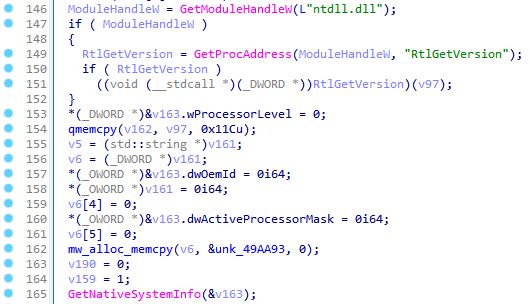 146 ModuleHandleW = GetModuleHandleW(L"ntdll.dll");
147 if ( ModuleHandleW )
148 {
149 RtlGetVersion = GetProcAddress(ModuleHandleW, "RtlGetVersion");
150 if ( RtlGetVersion )
151 ((void (__stdcall *)(_DWORD *))RtlGetVersion)(v97);
152 }
153 *(_DWORD *)&v163.wProcessorLevel = 0;
154 qmemcpy(v162, v97, 0x11Cu);
155 v5 = (std::string *)v161;
156 v6 = (_DWORD *)v161;
157 *(_OWORD *)&v163.dwOemId = 0i64;
158 *(_OWORD *)v161 = 0i64;
159 v6[4] = 0;
160 *(_OWORD *)&v163.dwActiveProcessorMask = 0i64;
161 v6[5] = 0;
162 mw_alloc_memcpy(v6, &unk_49AA93, 0);
163 v190 = 0;
164 v159 = 1;
165 GetNativeSystemInfo(&v163);